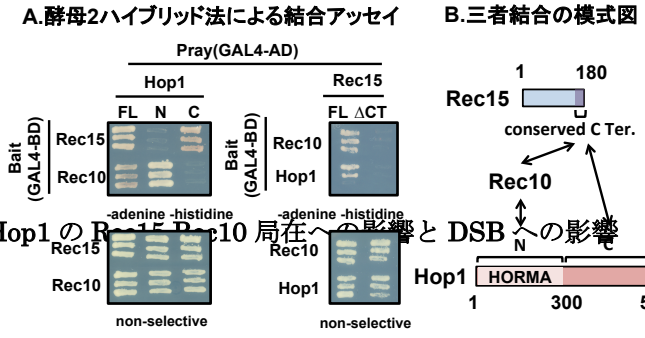 A.酵母2ハイブリッド法による結合アッセイ
Pray(GAL4-AD)
Hop1
Rec15
FL N C
FL ΔCT
Bait
(GAL4-BD)
Rec15
Rec10
Bait
(GAL4-BD)
Rec10
Hop1
-adenine -histidine
-adenine -histidine
Rec15
Rec10
Rec10
Hop1
non-selective
non-selective
B.三者結合の模式図
1 180
Rec15
conserved C Ter.
Rec10
N C
Hop1 HORMA
1 300 5
Hop1 の Rec15 Rec10 局在への影響と DSB への影響